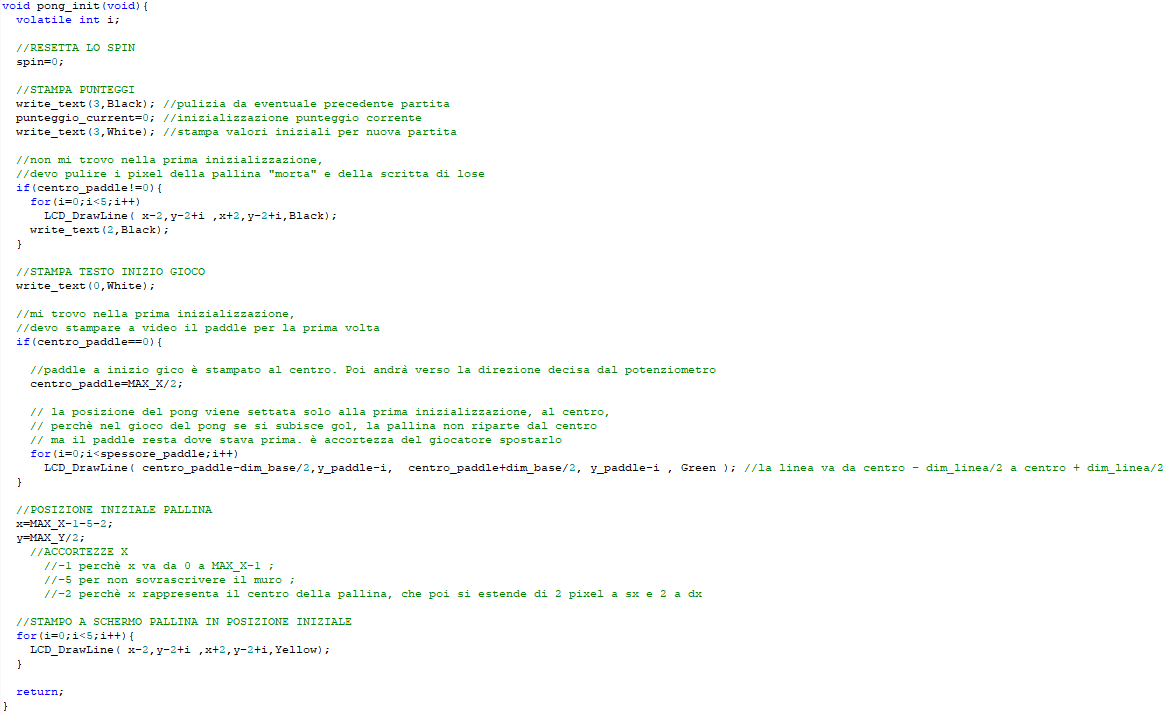 void pong_init(void){
  volatile int i;

  //RESETTA LO SPIN
  spin=0;

  //STAMPA PUNTEGGI
  write_text(3,Black); //pulizia da eventuale precedente partita
  punteggio_current=0; //inizializzazione punteggio corrente
  write_text(3,White); //stampa valori iniziali per nuova partita

  //non mi trovo nella prima inizializzazione,
  //devo pulire i pixel della pallina "morta" e della scritta di lose
  if(centro_paddle!=0){
    for(i=0;i<5;i++)
      LCD_DrawLine( x-2,y-2+i ,x+2,y-2+i,Black);
    write_text(2,Black);
  }

  //STAMPA TESTO INIZIO GIOCO
  write_text(0,White);

  //mi trovo nella prima inizializzazione,
  //devo stampare a video il paddle per la prima volta
  if(centro_paddle==0){

    //paddle a inizio gico è stampato al centro. Poi andrà verso la direzione decisa dal potenziometro
    centro_paddle=MAX_X/2;

    // la posizione del pong viene settata solo alla prima inizializzazione, al centro,
    // perchè nel gioco del pong se si subisce gol, la pallina non riparte dal centro
    // ma il paddle resta dove stava prima. è accortezza del giocatore spostarlo
    for(i=0;i<spessore_paddle;i++)
      LCD_DrawLine( centro_paddle-dim_base/2,y_paddle-i,  centro_paddle+dim_base/2, y_paddle-i , Green ); //la linea va da centro - dim_linea/2 a centro + dim_linea/2
  }

  //POSIZIONE INIZIALE PALLINA
  x=MAX_X-1-5-2;
  y=MAX_Y/2;
    //ACCORTEZZE X
      //-1 perchè x va da 0 a MAX_X-1 ;
      //-5 per non sovrascrivere il muro ;
      //-2 perchè x rappresenta il centro della pallina, che poi si estende di 2 pixel a sx e 2 a dx

  //STAMPO A SCHERMO PALLINA IN POSIZIONE INIZIALE
  for(i=0;i<5;i++){
    LCD_DrawLine( x-2,y-2+i ,x+2,y-2+i,Yellow);
  }

  return;
}